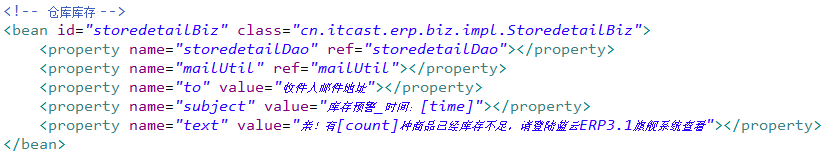 <!-- 仓库库存 -->
<bean id="storedetailBiz" class="cn.itcast.erp.biz.impl.StoredetailBiz">
    <property name="storedetailDao" ref="storedetailDao"></property>
    <property name="mailUtil" ref="mailUtil"></property>
    <property name="to" value="收件人邮件地址"></property>
    <property name="subject" value="库存预警_时间：[time]"></property>
    <property name="text" value="亲！有[count]种商品已经库存不足，请登陆蓝云ERP3.1旗舰系统查看"></property>
</bean>